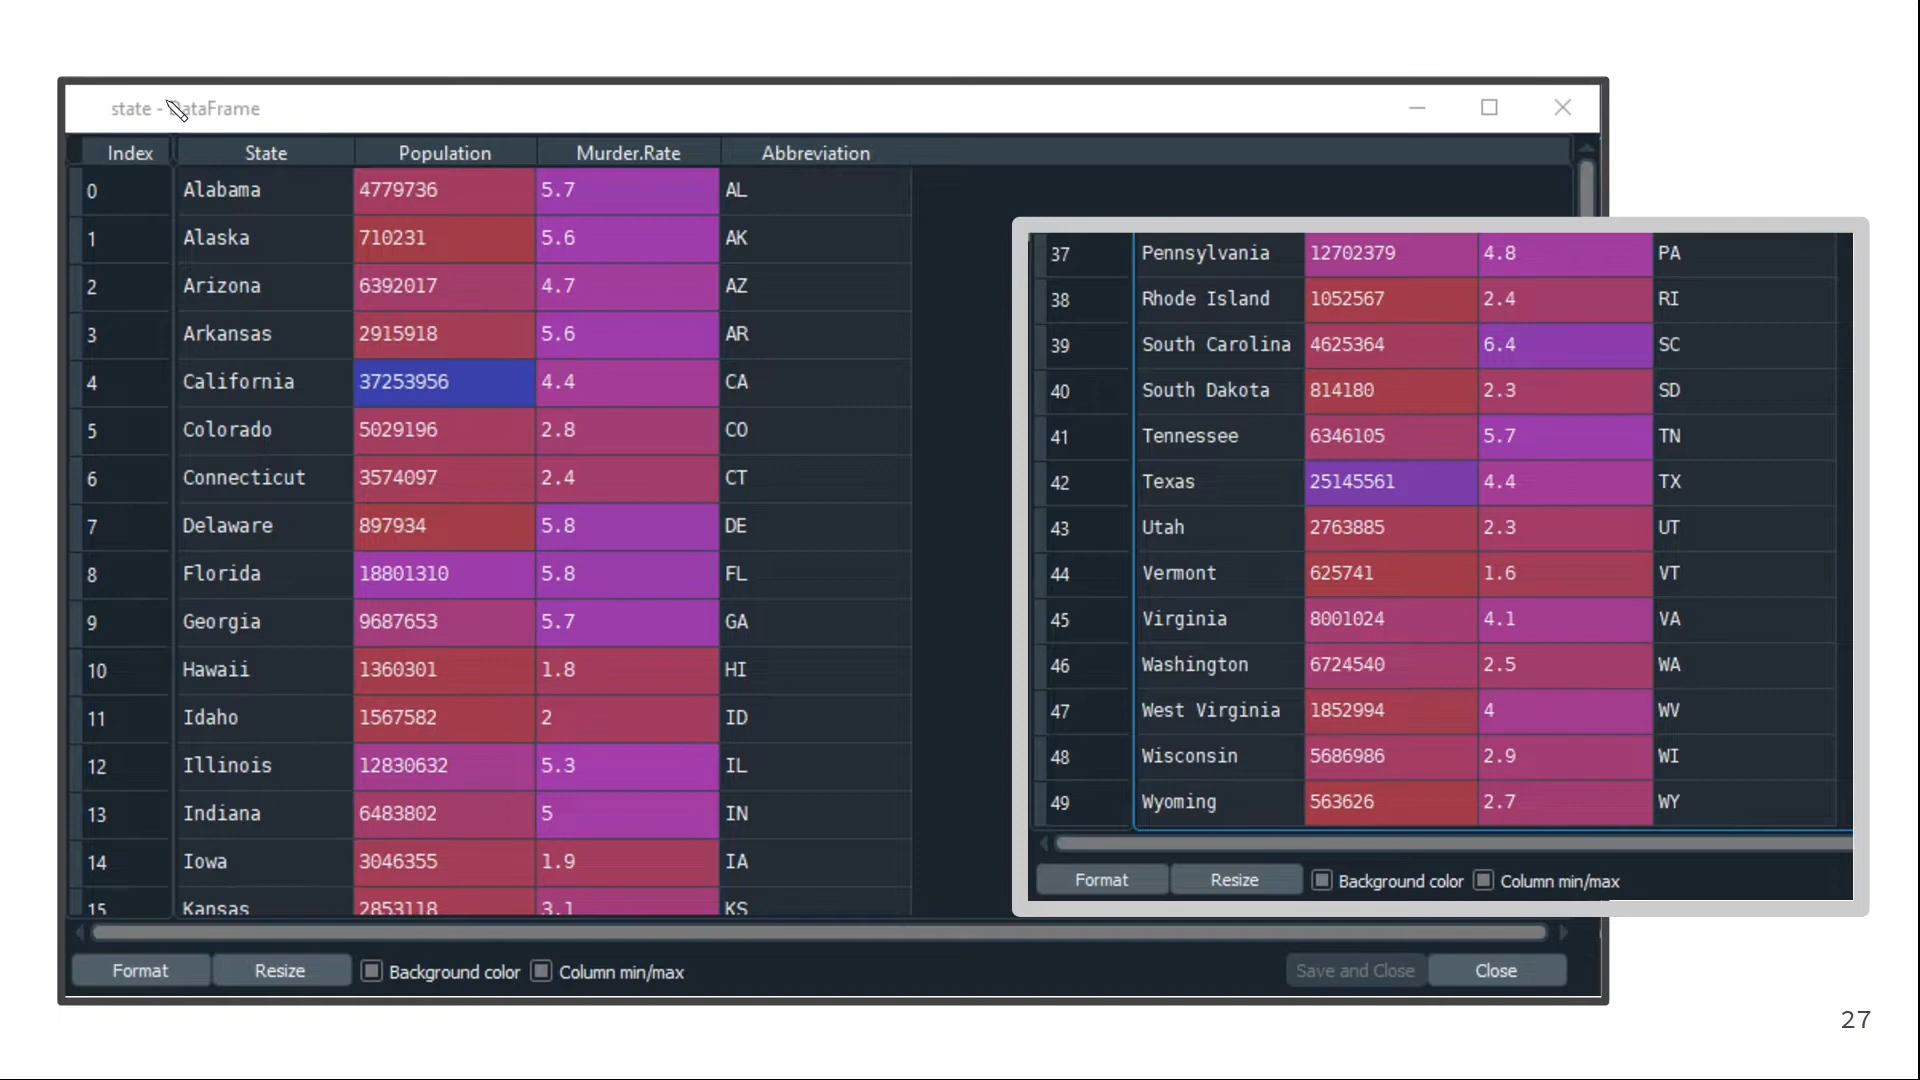 state - DataFrame
Index State Population Murder.Rate Abbreviation
0 Alabama 4779736 5.7 AL
1 Alaska 710231 5.6 AK
2 Arizona 6392017 4.7 AZ
3 Arkansas 2915918 5.6 AR
4 California 37253956 4.4 CA
5 Colorado 5029196 2.8 CO
6 Connecticut 3574097 2.4 CT
7 Delaware 897934 5.8 DE
8 Florida 18801310 5.8 FL
9 Georgia 9687653 5.7 GA
10 Hawaii 1360301 1.8 HI
11 Idaho 1567582 2 ID
12 Illinois 12830632 5.3 IL
13 Indiana 6483802 5 IN
14 Iowa 3046355 1.9 IA
15 Kansas 2853118 3.1 KS
Format Resize Background color Column min/max Save and Close Close
37 Pennsylvania 12702379 4.8 PA
38 Rhode Island 1052567 2.4 RI
39 South Carolina 4625364 6.4 SC
40 South Dakota 814180 2.3 SD
41 Tennessee 6346105 5.7 TN
42 Texas 25145561 4.4 TX
43 Utah 2763885 2.3 UT
44 Vermont 625741 1.6 VT
45 Virginia 8001024 4.1 VA
46 Washington 6724540 2.5 WA
47 West Virginia 1852994 4 WV
48 Wisconsin 5686986 2.9 WI
49 Wyoming 563626 2.7 WY
Format Resize Background color Column min/max
27